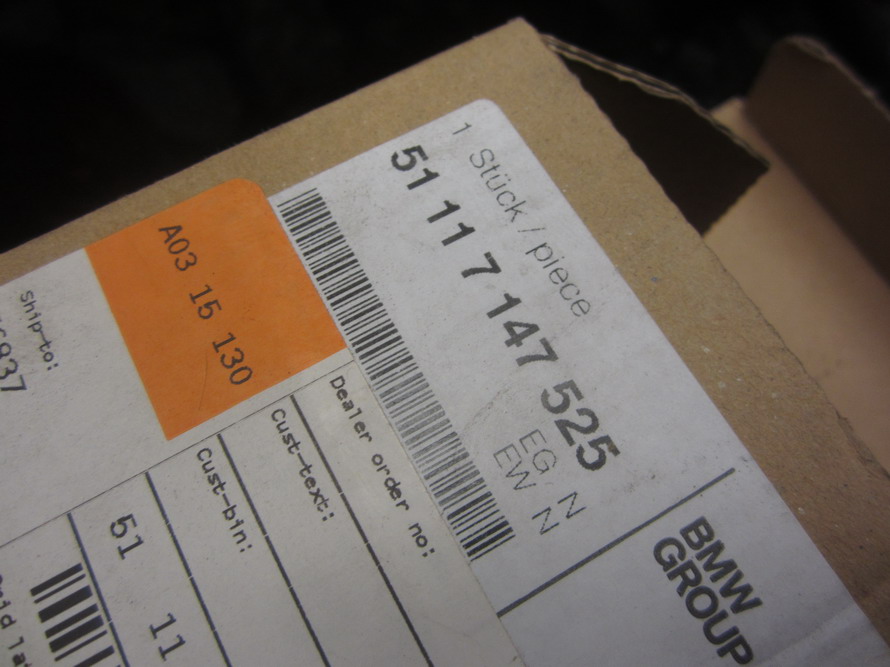 1 Stück / piece
51 11 7 147 525
EG, N
EW N
BMW
GROUP
A03 15 130
Ship-to:
Dealer order no:
Cust-text:
Cust-bin:
51 11